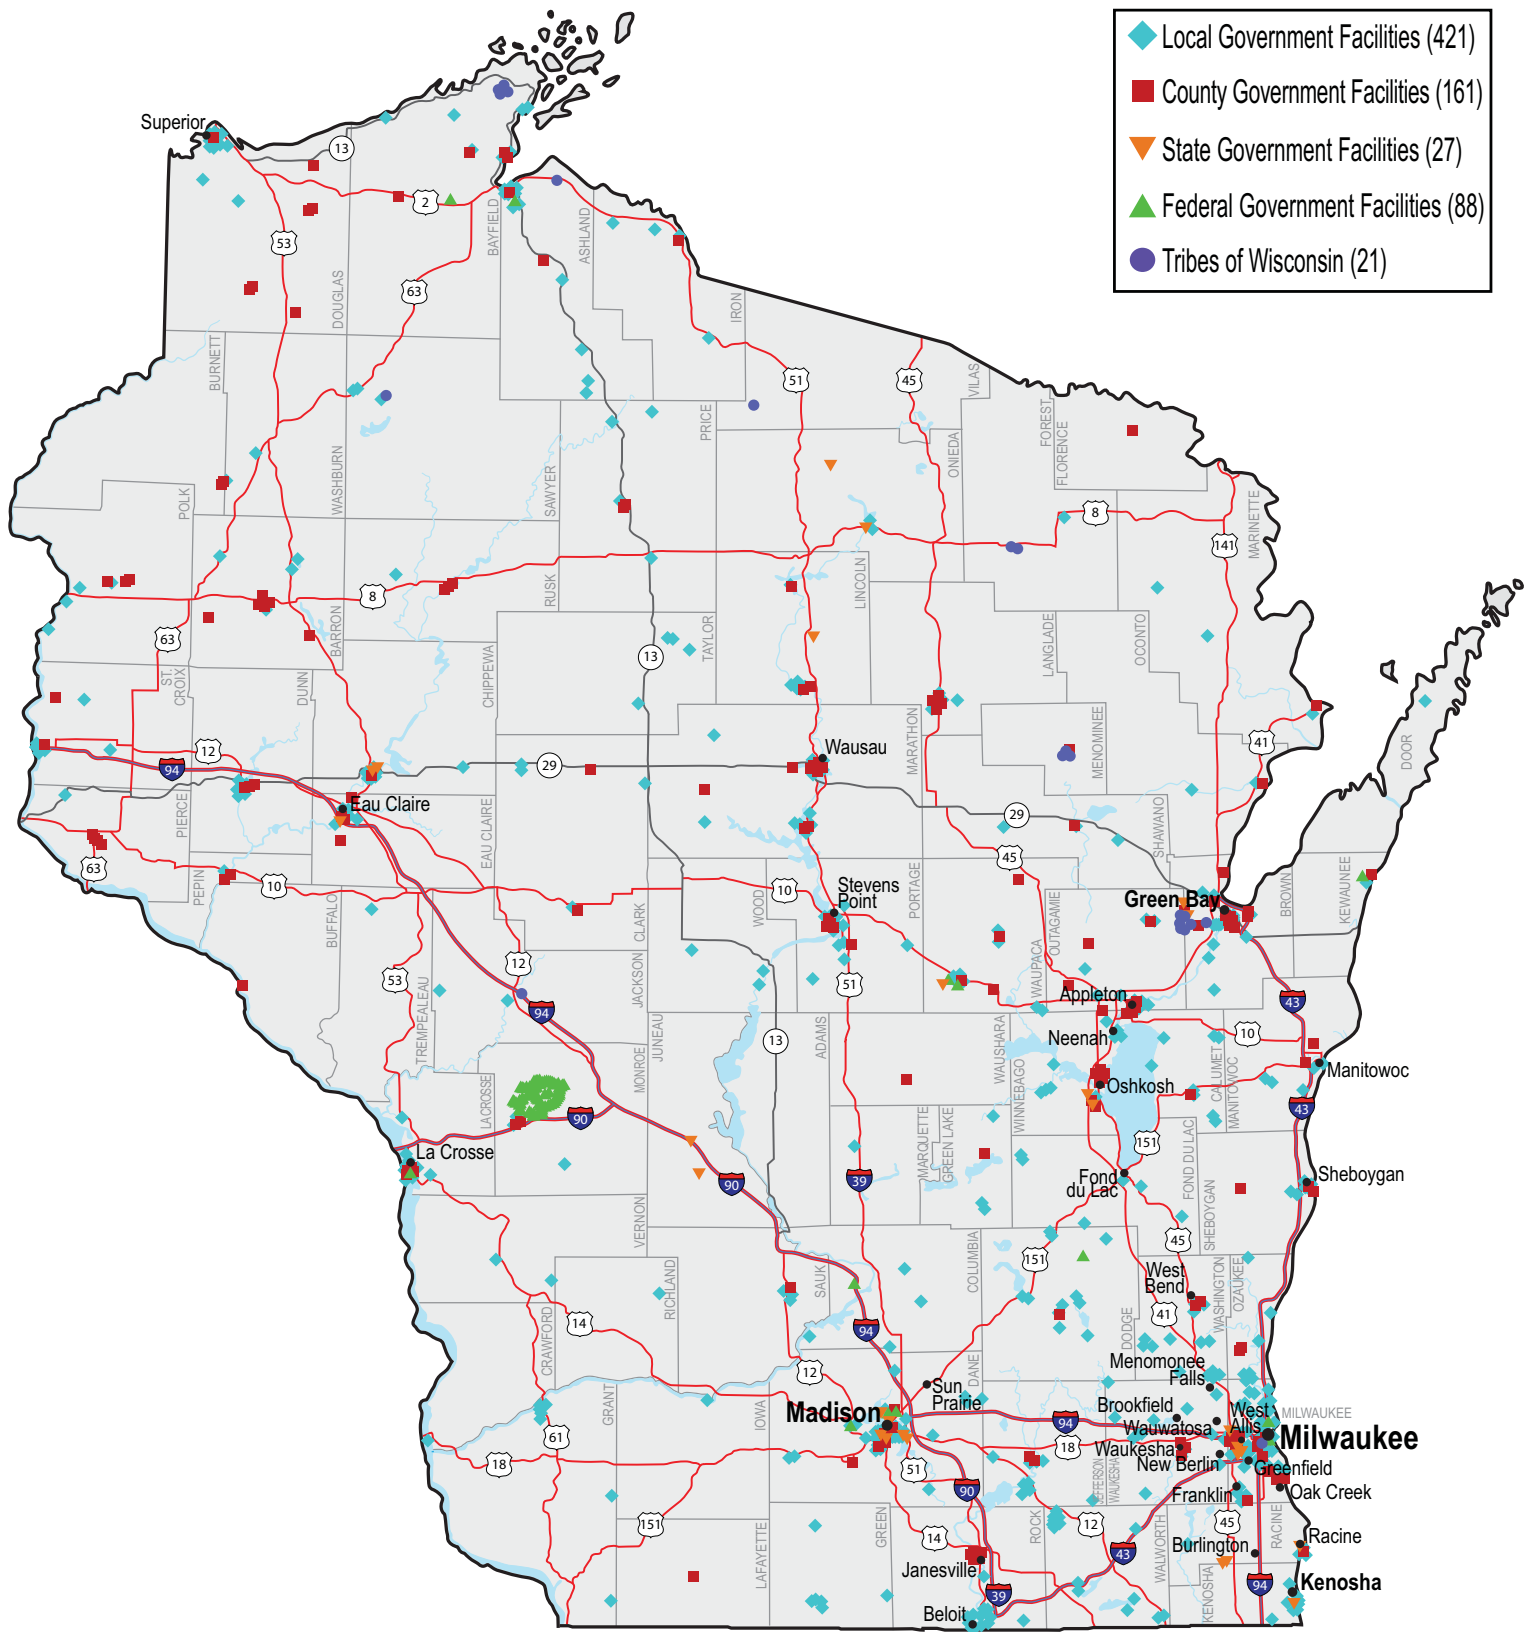 Local Government Facilities (421)
County Government Facilities (161)
State Government Facilities (27)
Federal Government Facilities (88)
Tribes of Wisconsin (21)
Superior
13
2
53
63
BAYFIELD
ASHLAND
DOUGLAS
IRON
BURNETT
51
45
VILAS
PRICE
FOREST
FLORENCE
ONIEDA
WASHBURN
SAWYER
POLK
8
MARINETTE
141
LINCOLN
RUSK
8
BARRON
63
13
TAYLOR
LANGLADE
OCONTO
ST.
CROIX
DUNN
CHIPPEWA
MARATHON
MENOMINEE
41
DOOR
12
94
29
Wausau
Eau Claire
PIERCE
EAU CLAIRE
29
SHAWANO
45
63
PEPIN
10
10
Stevens
Point
WOOD
PORTAGE
Green Bay
BROWN
KEWAUNEE
BUFFALO
CLARK
OUTAGAMIE
WAUPACA
12
53
TREMPEALEAU
JACKSON
51
94
Appleton
43
13
ADAMS
WAUSHARA
Neenah
10
JUNEAU
MONROE
WINNEBAGO
CALUMET
MANITOWOC
Manitowoc
LACROSSE
Oshkosh
43
90
MARQUETTE
GREEN LAKE
151
FOND DU LAC
La Crosse
90
39
Fond
du Lac
Sheboygan
VERNON
SHEBOYGAN
45
151
COLUMBIA
SAUK
RICHLAND
West
Bend
WASHINGTON
OZAUKEE
14
CRAWFORD
94
41
DODGE
12
DANE
Menomonee
Falls
Sun
Prairie
GRANT
IOWA
Madison
Brookfield
West
Allis
MILWAUKEE
94
Wauwatosa
Milwaukee
61
18
18
Waukesha
New Berlin
Greenfield
51
JEFFERSON
WAUKESHA
90
Franklin
Oak Creek
151
GREEN
14
ROCK
12
WALWORTH
45
RACINE
Racine
LAFAYETTE
43
Burlington
Janesville
KENOSHA
94
Kenosha
39
Beloit